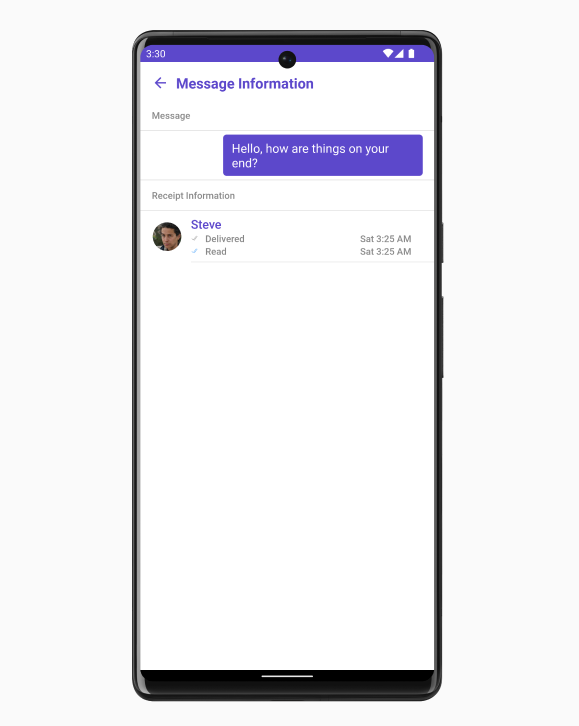 3:30
Message Information
Message
Hello, how are things on your
end?
Receipt Information
Steve
Delivered Sat 3:25 AM
Read Sat 3:25 AM